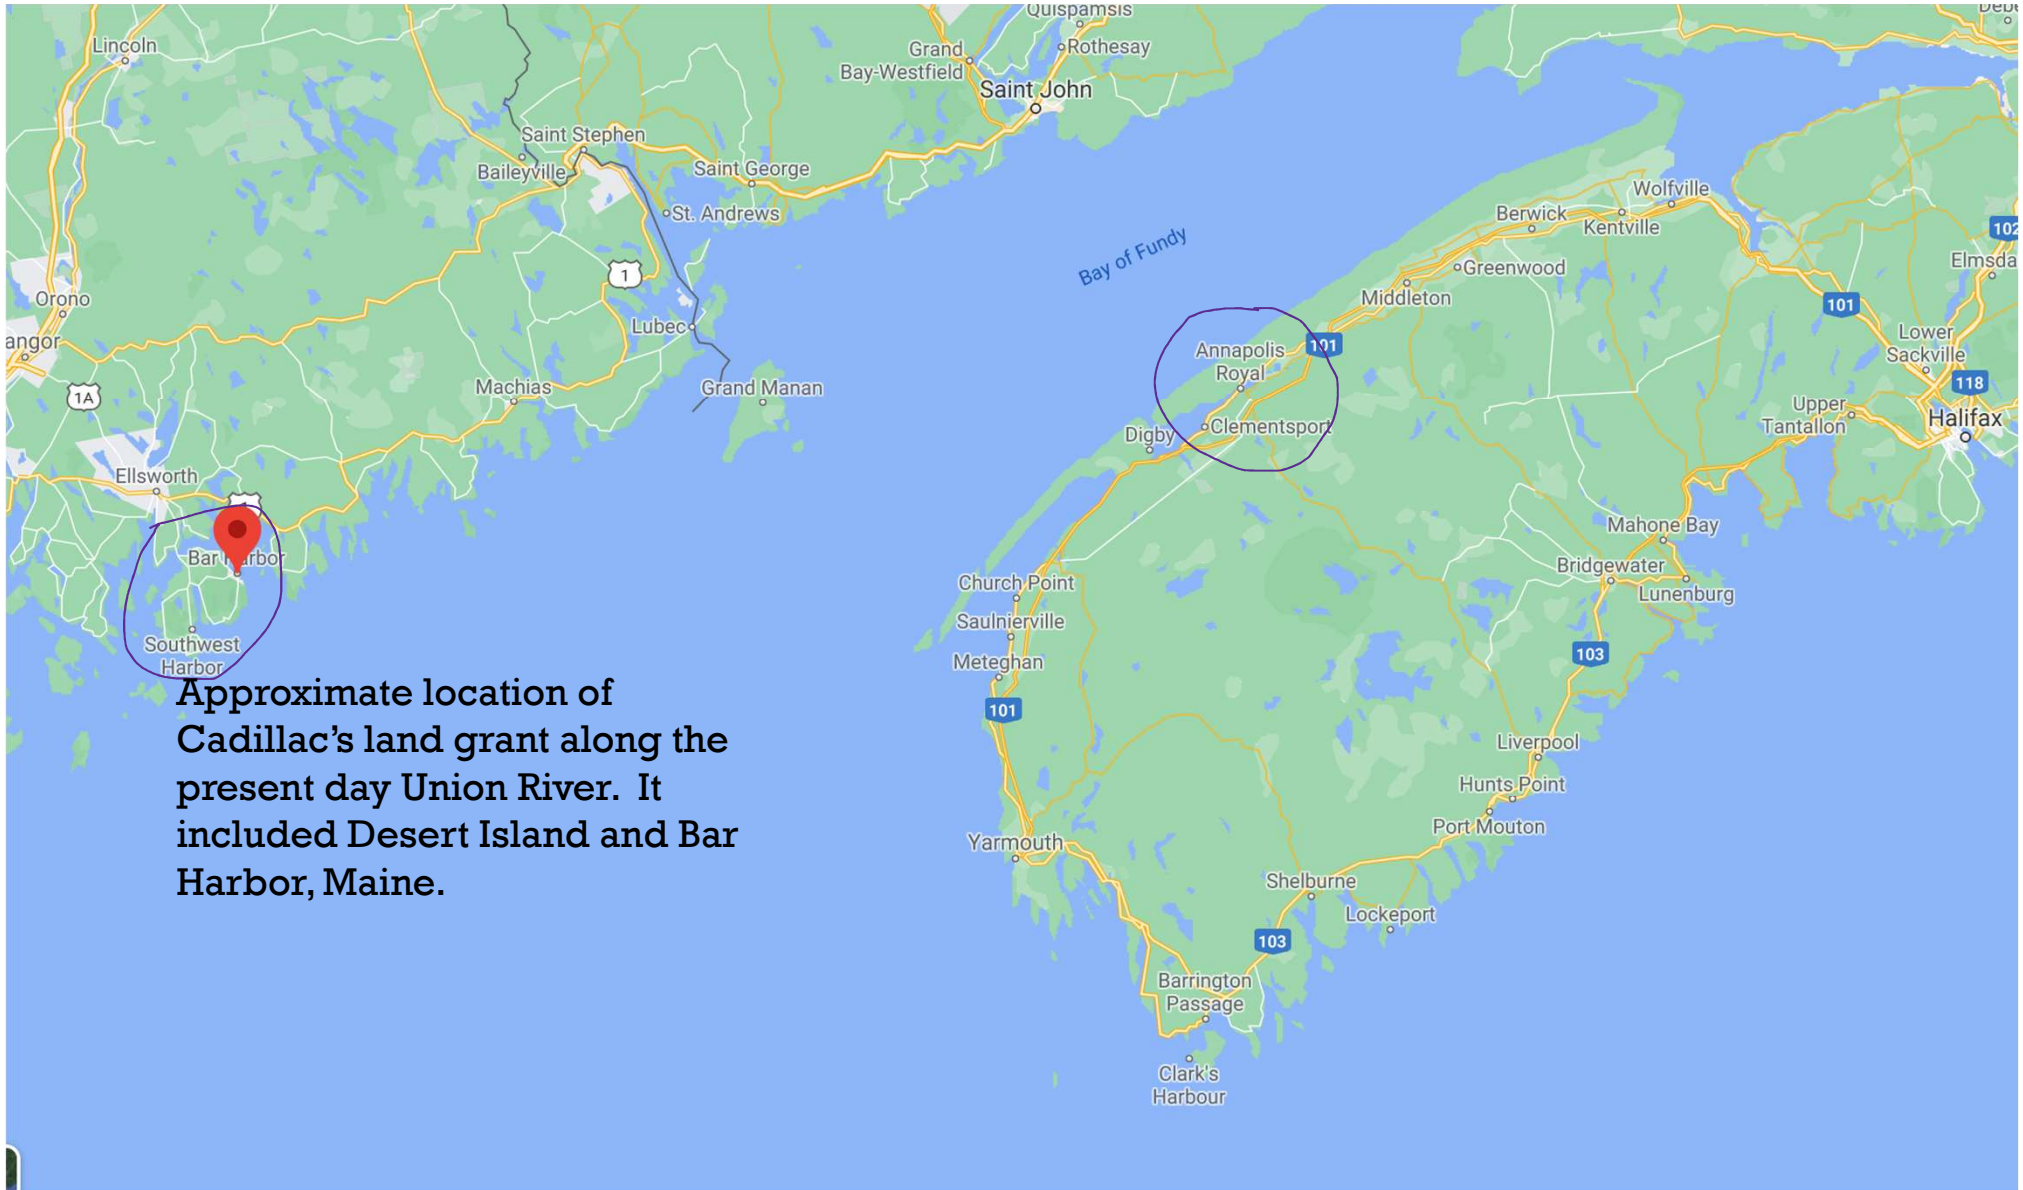 Quispamsis
Lincoln
Grand
Bay-Westfield
Rothesay
Saint John
Saint Stephen
Baileyville
Saint George
St. Andrews
Bay of Fundy
Wolfville
Berwick
Kentville
102
Greenwood
Middleton
1
Orono
101
Lubec
Annapolis
Royal
101
Lower
Sackville
1A
Machias
Grand Manan
118
Digby
Clementsport
Upper
Tantallon
Halifax
Ellsworth
Bar Harbor
Mahone Bay
Bridgewater
Lunenburg
Church Point
Saulnierville
Meteghan
Southwest
Harbor
103
101
Approximate location of
Cadillac’s land grant along the
present day Union River. It
included Desert Island and Bar
Harbor, Maine.
Liverpool
Hunts Point
Port Mouton
Yarmouth
Shelburne
Lockeport
103
Barrington
Passage
Clark's
Harbour